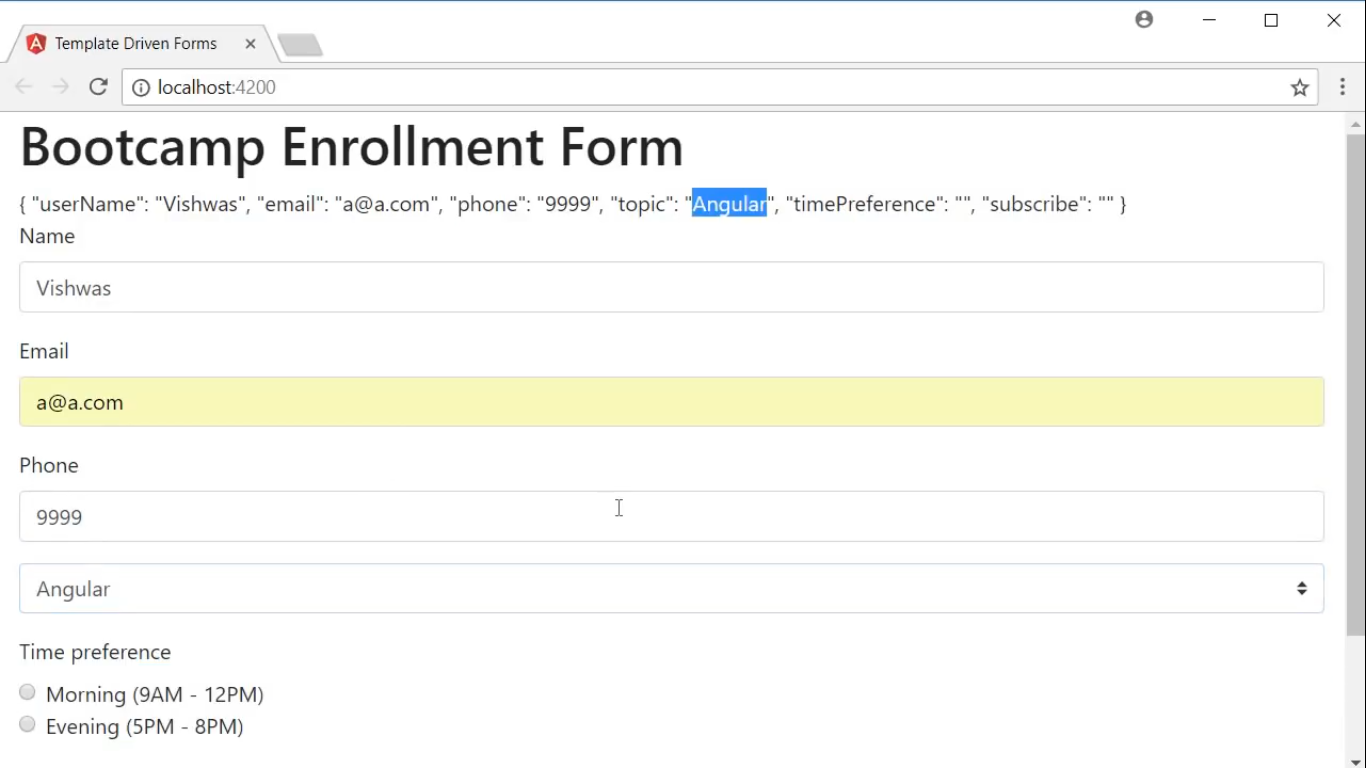 Template Driven Forms
localhost:4200
Bootcamp Enrollment Form
{ "userName": "Vishwas", "email": "a@a.com", "phone": "9999", "topic": "Angular", "timePreference": "", "subscribe": "" }
Name
Vishwas
Email
a@a.com
Phone
9999
Angular
Time preference
Morning (9AM - 12PM)
Evening (5PM - 8PM)